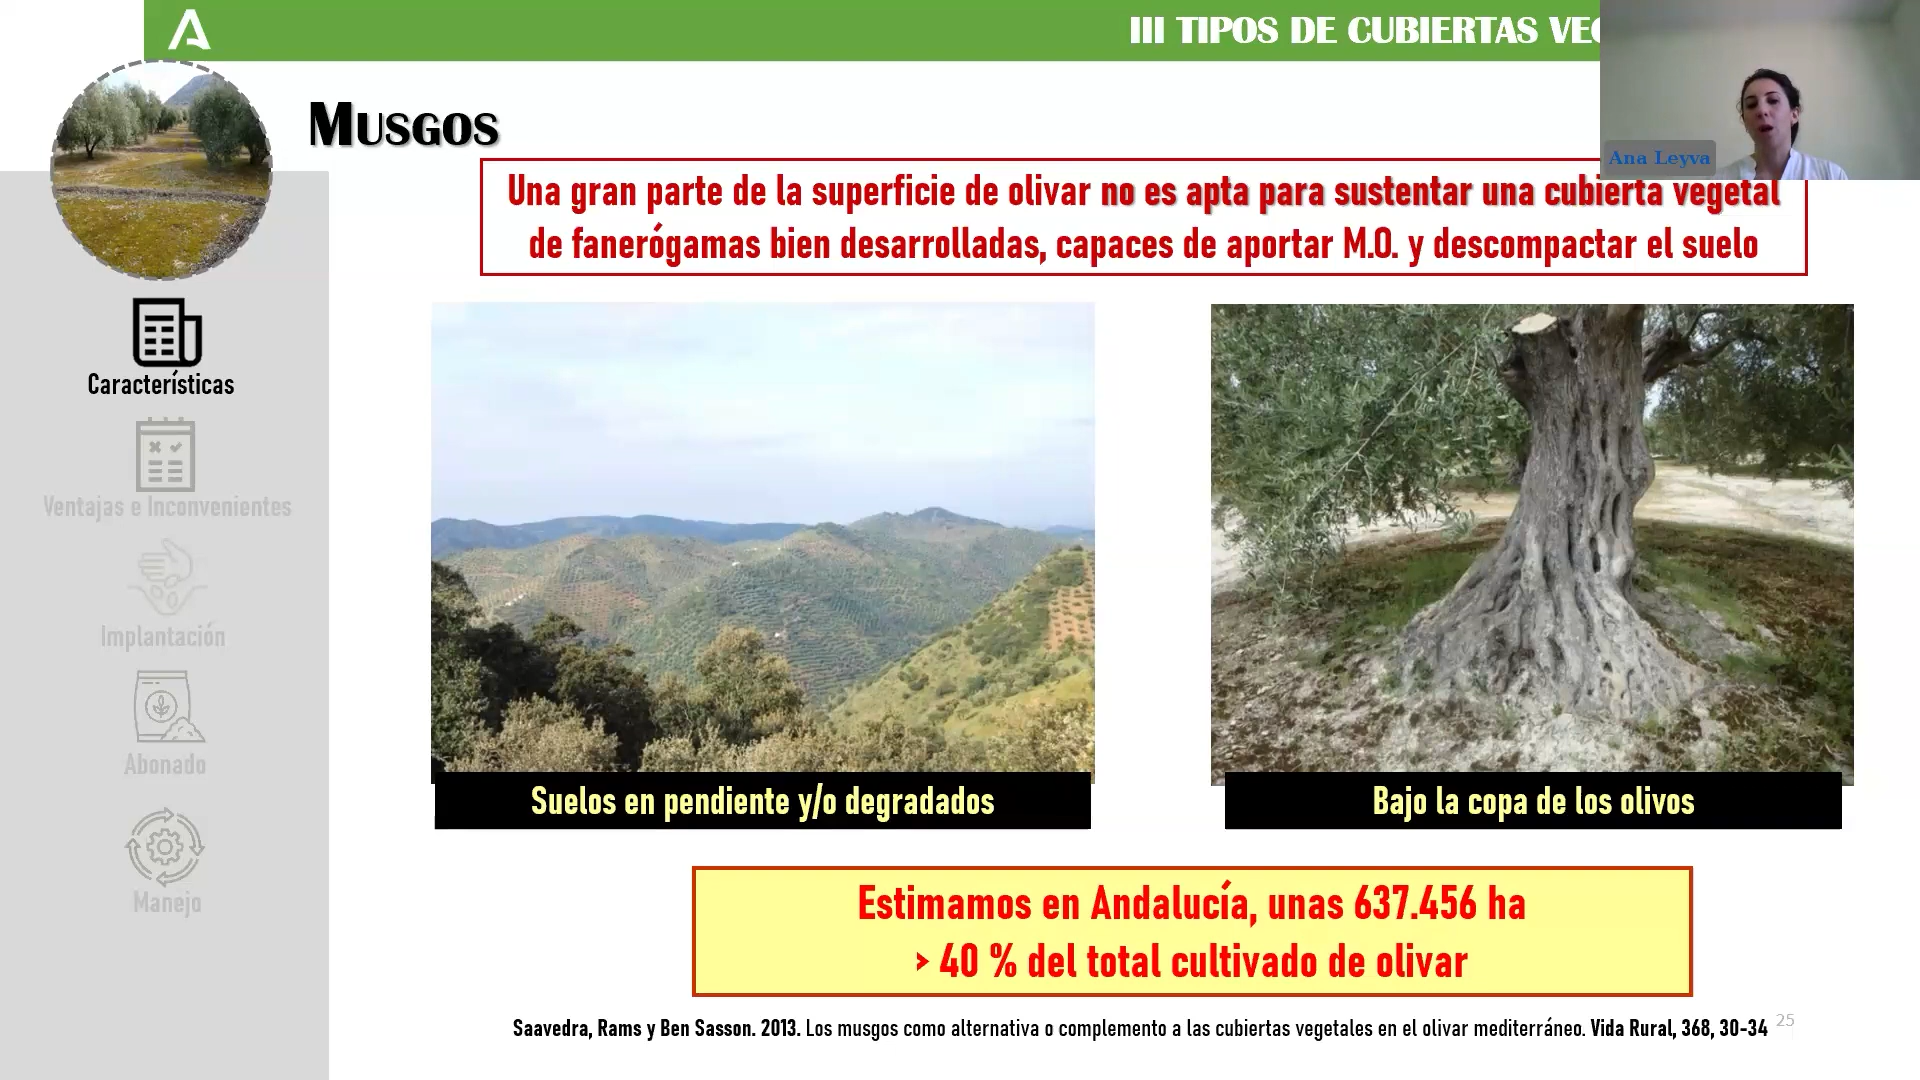 III TIPOS DE CUBIERTAS
Ana Leyva
MUSGOS
Una gran parte de la superficie de olivar no es apta para sustentar una cubierta vegetal
de fanerógamas bien desarrolladas, capaces de aportar M.O. y descompactar el suelo
Características
Ventajas e Inconvenientes
Implantación
Abonado
Manejo
Suelos en pendiente y/o degradados
Bajo la copa de los olivos
Estimamos en Andalucía, unas 637.456 ha
> 40 % del total cultivado de olivar
Saavedra, Rams y Ben Sasson. 2013. Los musgos como alternativa o complemento a las cubiertas vegetales en el olivar mediterráneo. Vida Rural, 368, 30-34
25